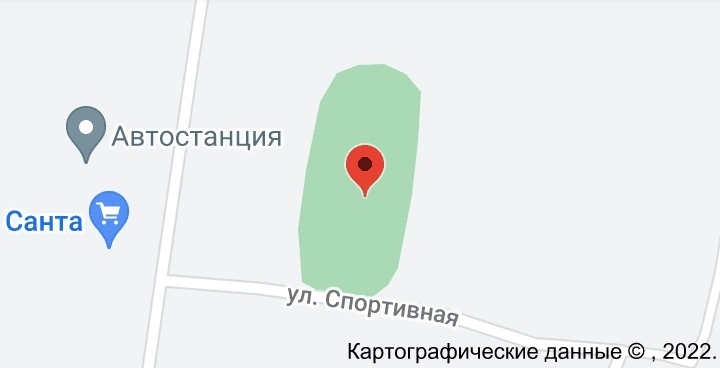 Автостанция
Санта
ул. Спортивная
Картографические данные © , 2022.